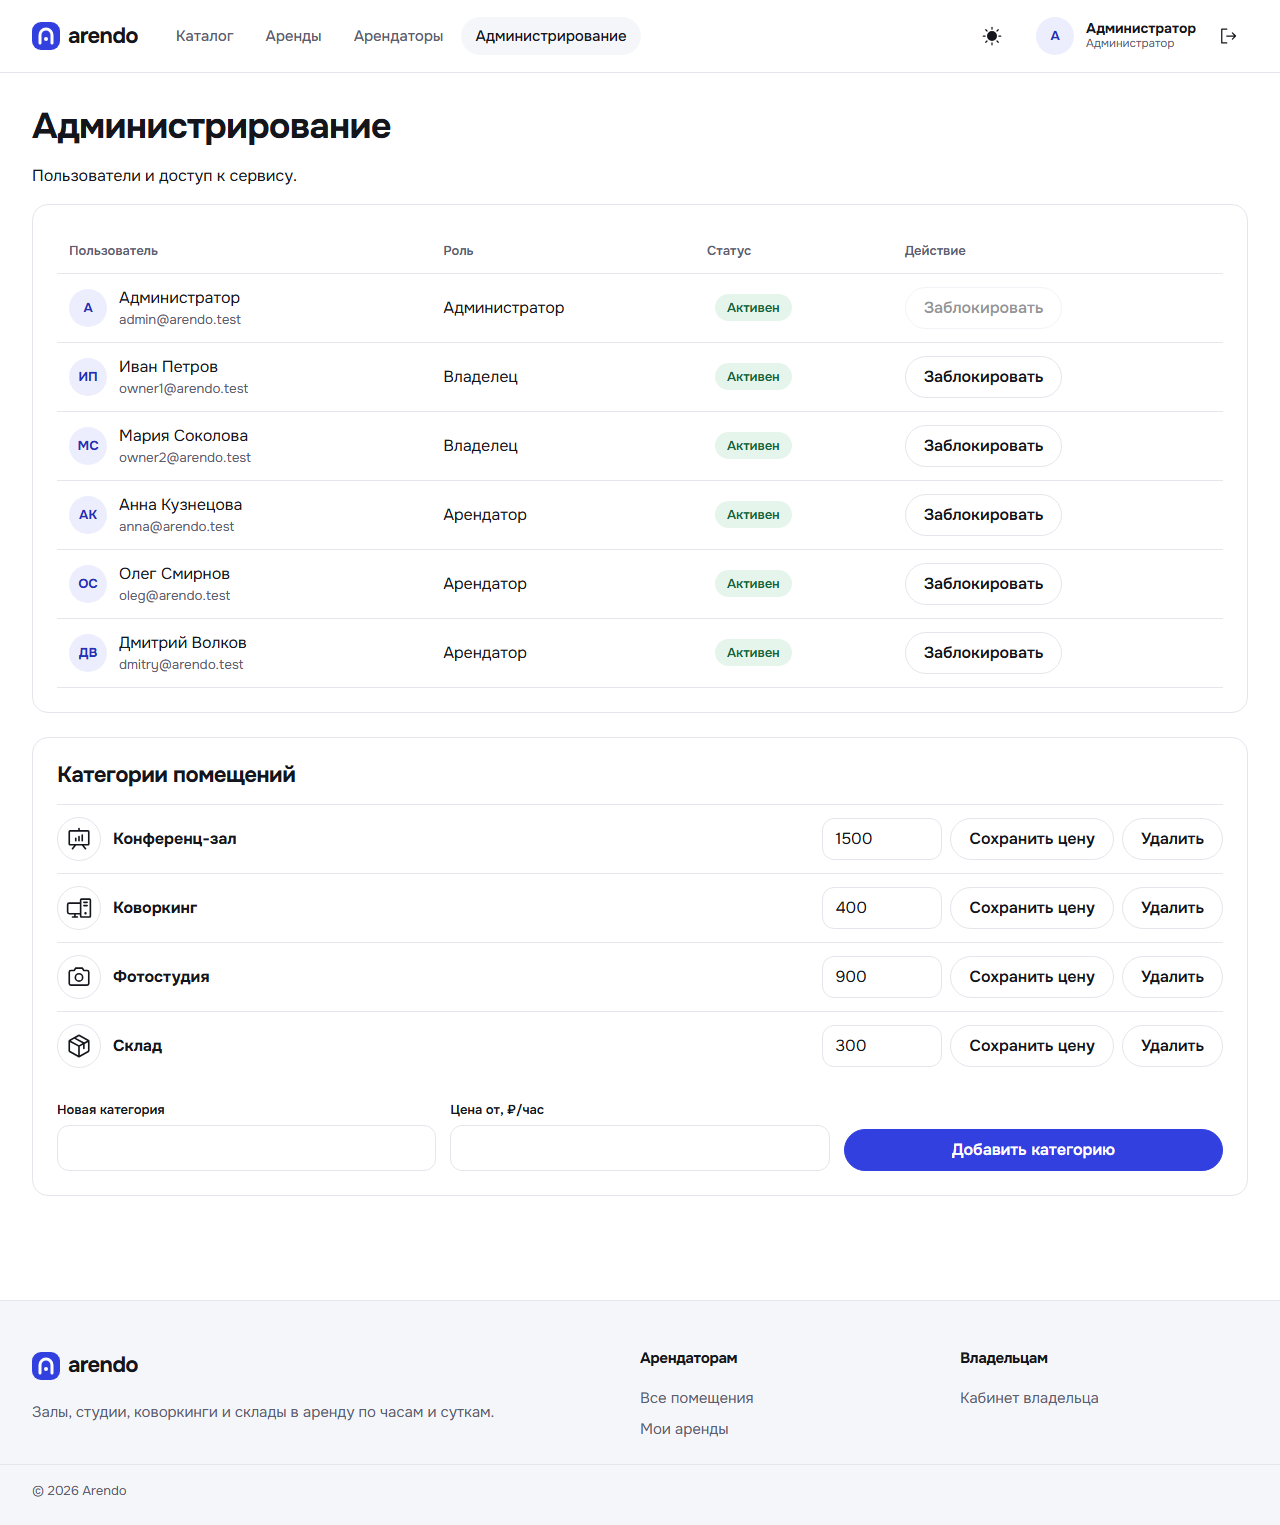 arendo Каталог Аренды Арендаторы Администрирование А Администратор
Администратор
Администрирование
Пользователи и доступ к сервису.
Пользователь Роль Статус Действие
А Администратор Администратор Активен Заблокировать
admin@arendo.test
ИП Иван Петров Владелец Активен Заблокировать
owner1@arendo.test
МС Мария Соколова Владелец Активен Заблокировать
owner2@arendo.test
АК Анна Кузнецова Арендатор Активен Заблокировать
anna@arendo.test
ОС Олег Смирнов Арендатор Активен Заблокировать
oleg@arendo.test
ДВ Дмитрий Волков Арендатор Активен Заблокировать
dmitry@arendo.test
Категории помещений
Конференц-зал 1500 Сохранить цену Удалить
Коворкинг 400 Сохранить цену Удалить
Фотостудия 900 Сохранить цену Удалить
Склад 300 Сохранить цену Удалить
Новая категория Цена от, ₽/час
Добавить категорию
arendo Арендаторам Владельцам
Все помещения Кабинет владельца
Залы, студии, коворкинги и склады в аренду по часам и суткам.
Мои аренды
© 2026 Arendo